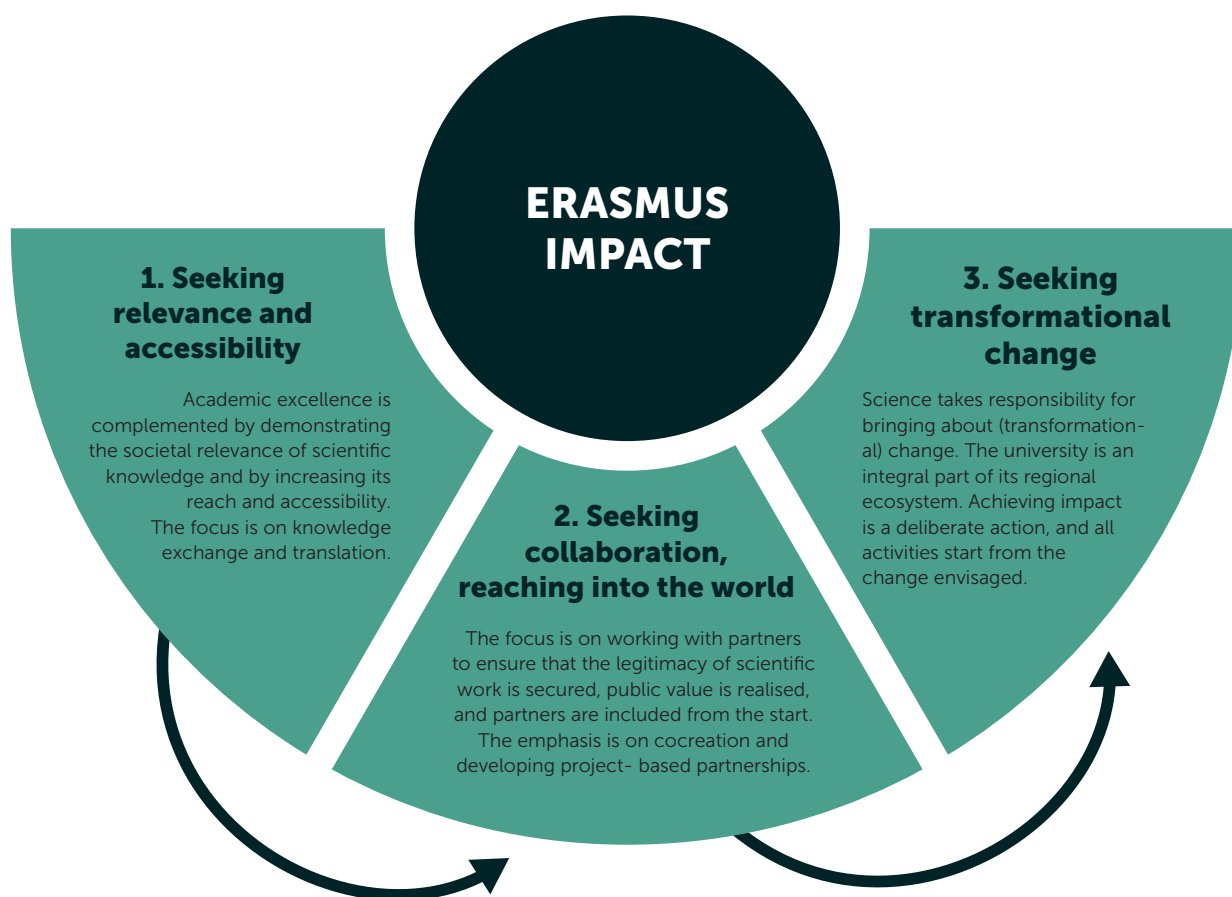 ERASMUS
IMPACT
1. Seeking
relevance and
accessibility
Academic excellence is
complemented by demonstrating
the societal relevance of scientific
knowledge and by increasing its
reach and accessibility.
The focus is on knowledge
exchange and translation.
2. Seeking
collaboration,
reaching into the world
The focus is on working with partners
to ensure that the legitimacy of scientific
work is secured, public value is realised,
and partners are included from the start.
The emphasis is on cocreation and
developing project- based partnerships.
3. Seeking
transformational
change
Science takes responsibility for
bringing about (transformation-
al) change. The university is an
integral part of its regional
ecosystem. Achieving impact
is a deliberate action, and all
activities start from the
change envisaged.